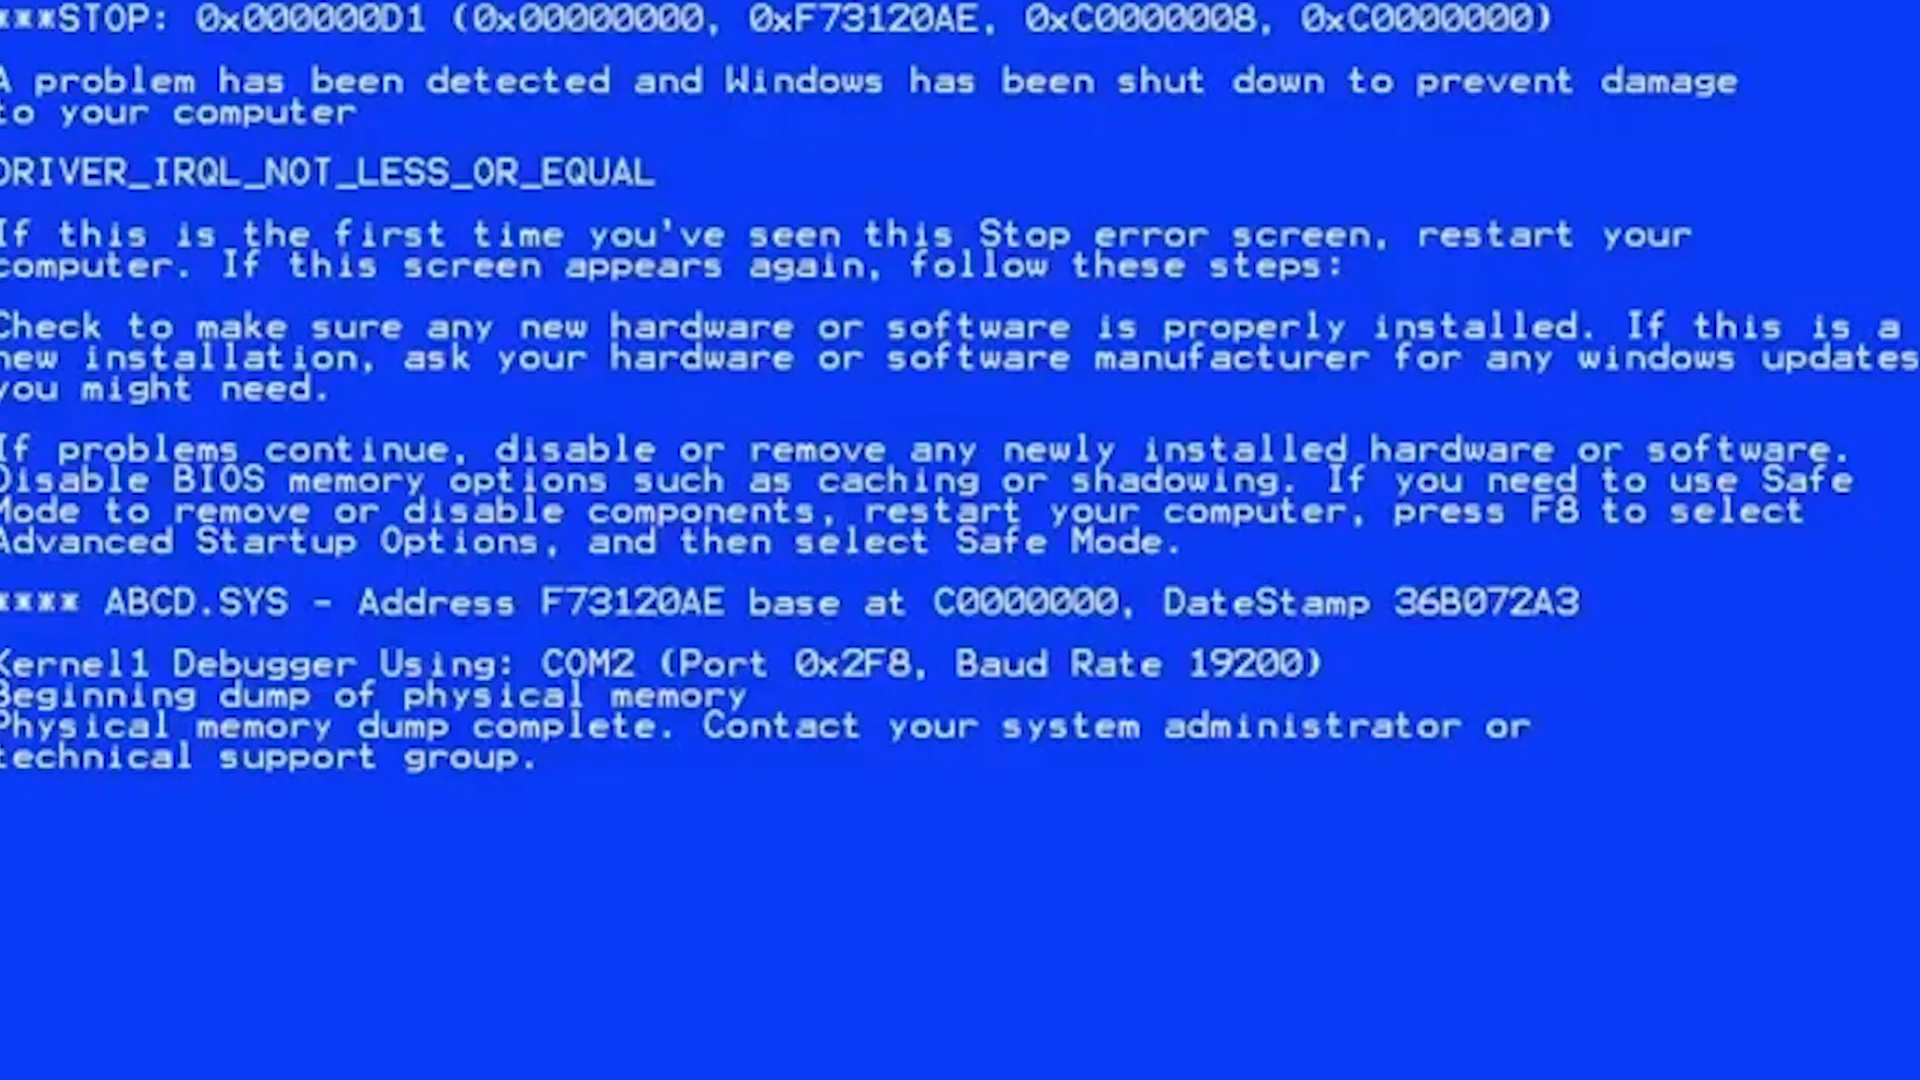 ***STOP: 0x000000D1 (0x00000000, 0xF73120AE, 0xC0000008, 0xC0000000)
A problem has been detected and Windows has been shut down to prevent damage
to your computer
DRIVER_IRQL_NOT_LESS_OR_EQUAL
If this is the first time you've seen this Stop error screen, restart your
computer. If this screen appears again, follow these steps:
Check to make sure any new hardware or software is properly installed. If this is a
new installation, ask your hardware or software manufacturer for any windows updates
you might need.
If problems continue, disable or remove any newly installed hardware or software.
Disable BIOS memory options such as caching or shadowing. If you need to use Safe
Mode to remove or disable components, restart your computer, press F8 to select
Advanced Startup Options, and then select Safe Mode.
**** ABCD.SYS - Address F73120AE base at C0000000, DateStamp 36B072A3
Kernel1 Debugger Using: COM2 (Port 0x2F8, Baud Rate 19200)
Beginning dump of physical memory
Physical memory dump complete. Contact your system administrator or
technical support group.